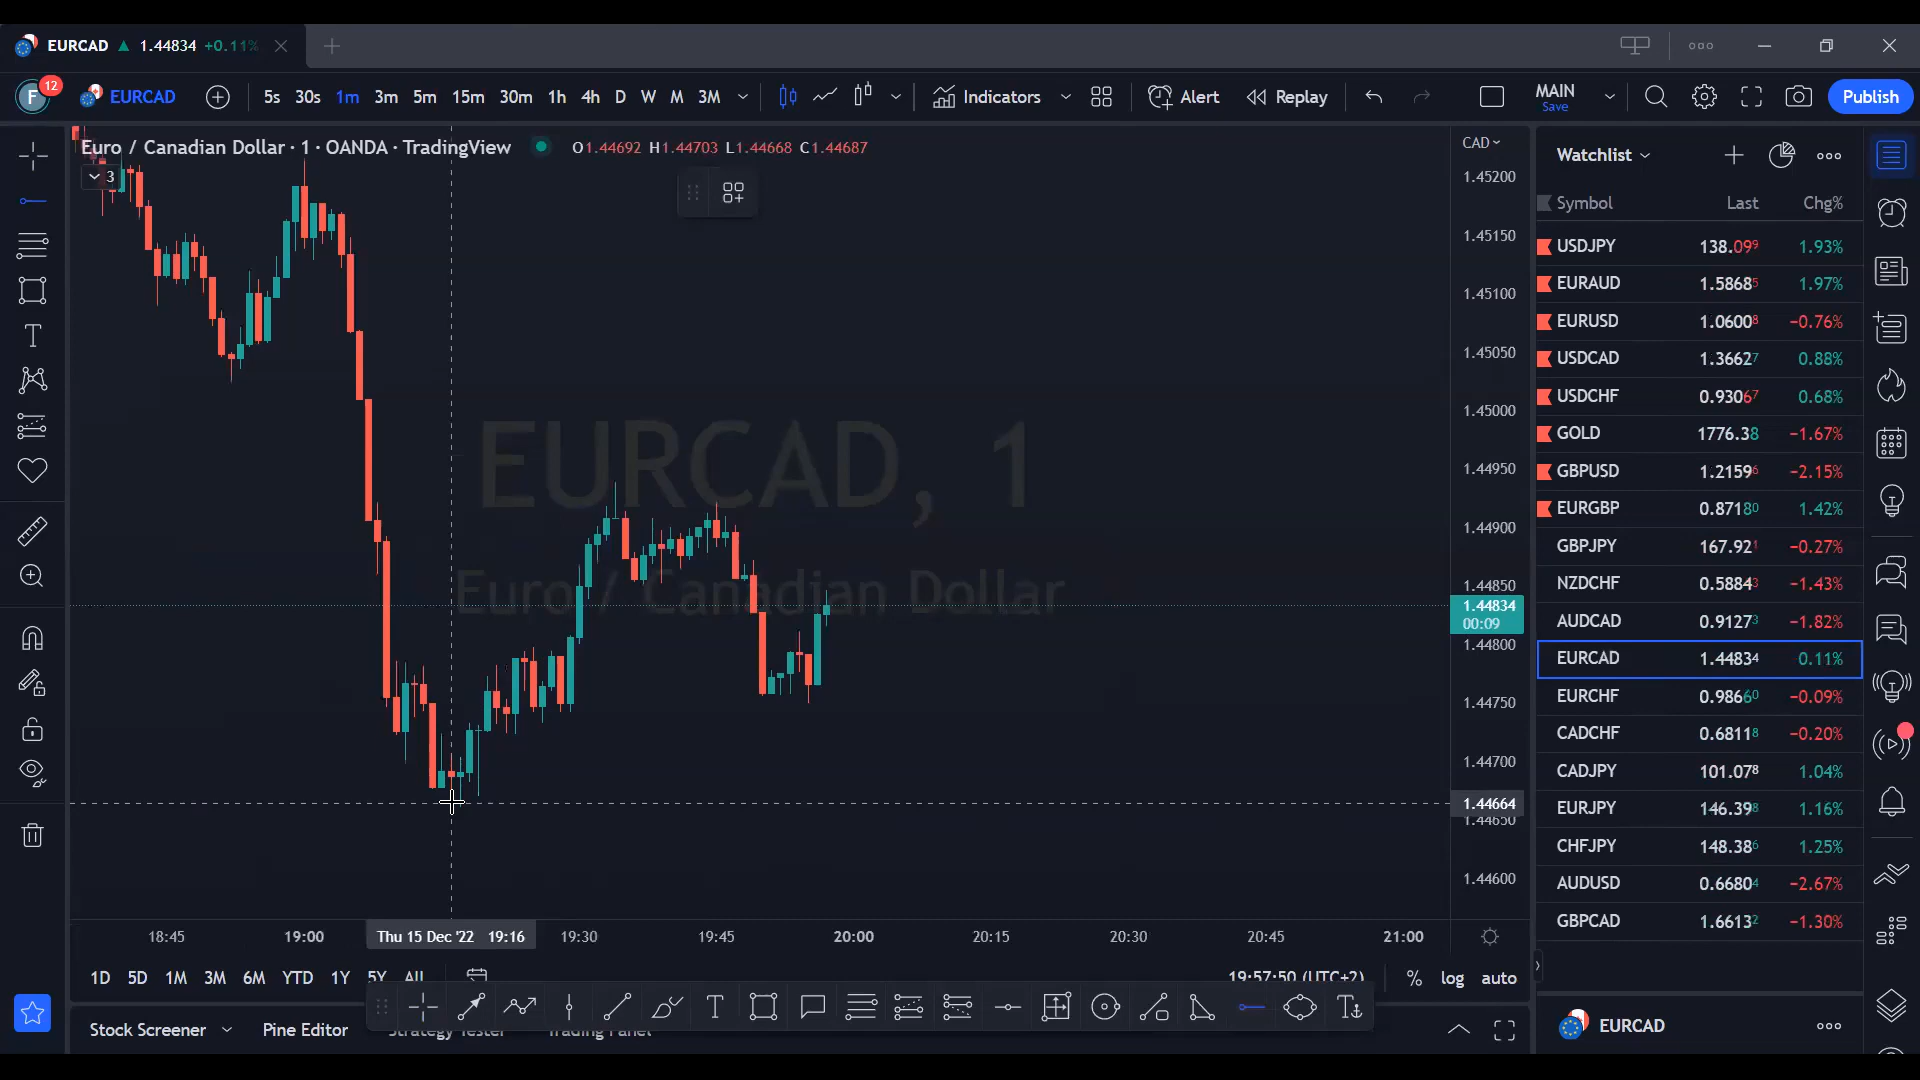 EURCAD ▲ 1.44834 +0.11%
F 12 EURCAD 5s 30s 1m 3m 5m 15m 30m 1h 4h D W M 3M Indicators Alert Replay MAIN Save Publish
Euro / Canadian Dollar · 1 · OANDA · TradingView O1.44692 H1.44703 L1.44668 C1.44687
3
CAD
1.45200
1.45150
1.45100
1.45050
1.45000
1.44950
1.44900
1.44850
1.44834
00:09
1.44800
1.44750
1.44700
1.44664
1.44650
1.44600
EURCAD, 1
Euro / Canadian Dollar
18:45 19:00 Thu 15 Dec '22 19:16 19:30 19:45 20:00 20:15 20:30 20:45 21:00
1D 5D 1M 3M 6M YTD 1Y 5Y All 19:57:50 (UTC+2) % log auto
Stock Screener Pine Editor Strategy Tester Trading Panel
Watchlist
Symbol Last Chg%
USDJPY 138.099 1.93%
EURAUD 1.58685 1.97%
EURUSD 1.06008 −0.76%
USDCAD 1.36627 0.88%
USDCHF 0.93067 0.68%
GOLD 1776.38 −1.67%
GBPUSD 1.21596 −2.15%
EURGBP 0.87180 1.42%
GBPJPY 167.921 −0.27%
NZDCHF 0.58843 −1.43%
AUDCAD 0.91273 −1.82%
EURCAD 1.44834 0.11%
EURCHF 0.98660 −0.09%
CADCHF 0.68118 −0.20%
CADJPY 101.078 1.04%
EURJPY 146.398 1.16%
CHFJPY 148.386 1.25%
AUDUSD 0.66804 −2.67%
GBPCAD 1.66132 −1.30%
EURCAD